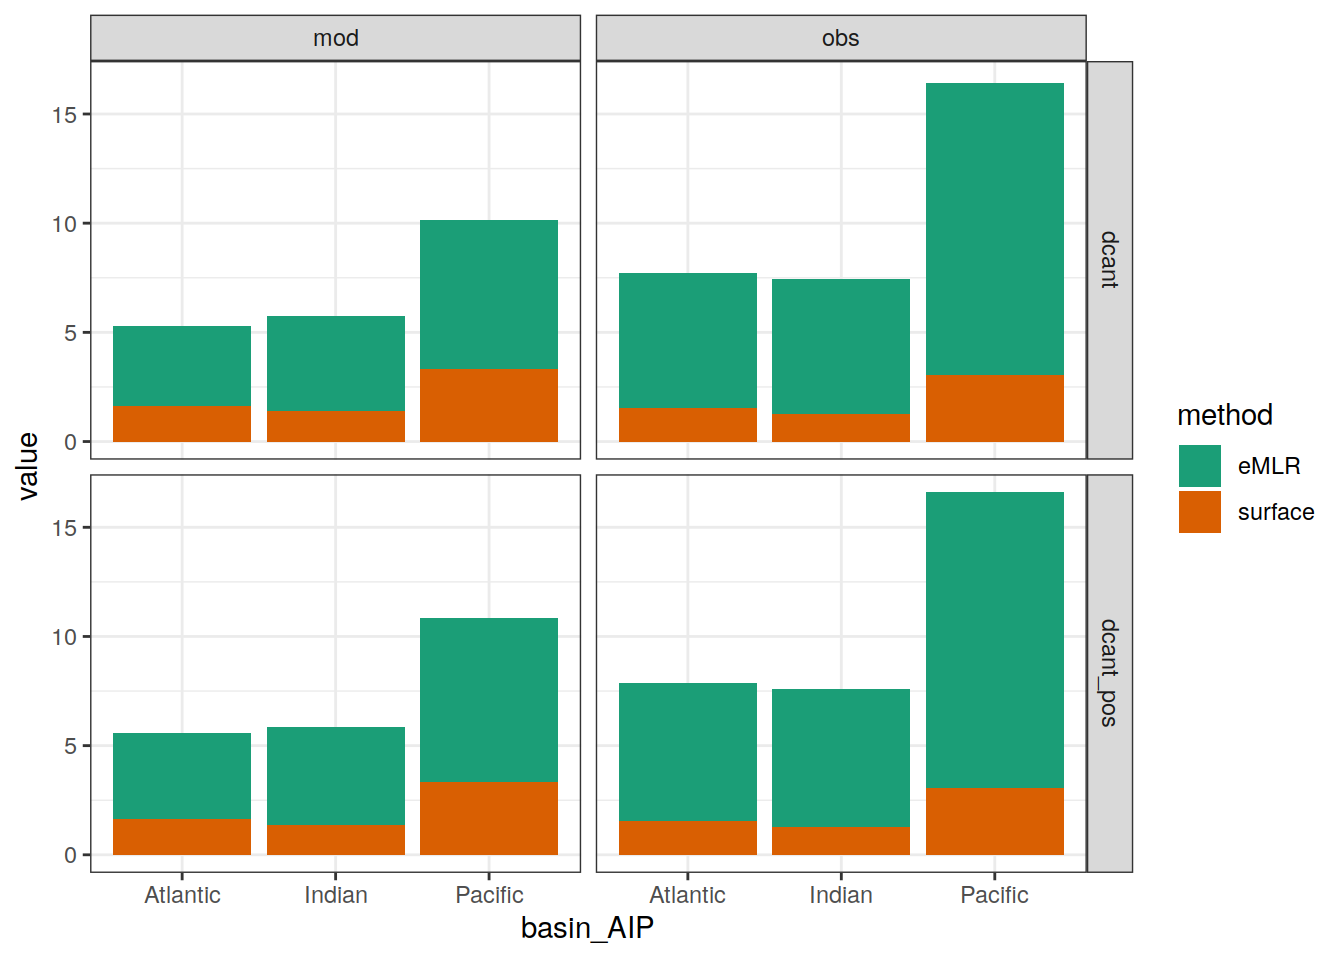 mod
obs
15
10
5
0
dcant
15
10
5
0
dcant_pos
value
Atlantic
Indian
Pacific
Atlantic
Indian
Pacific
basin_AIP
method
eMLR
surface